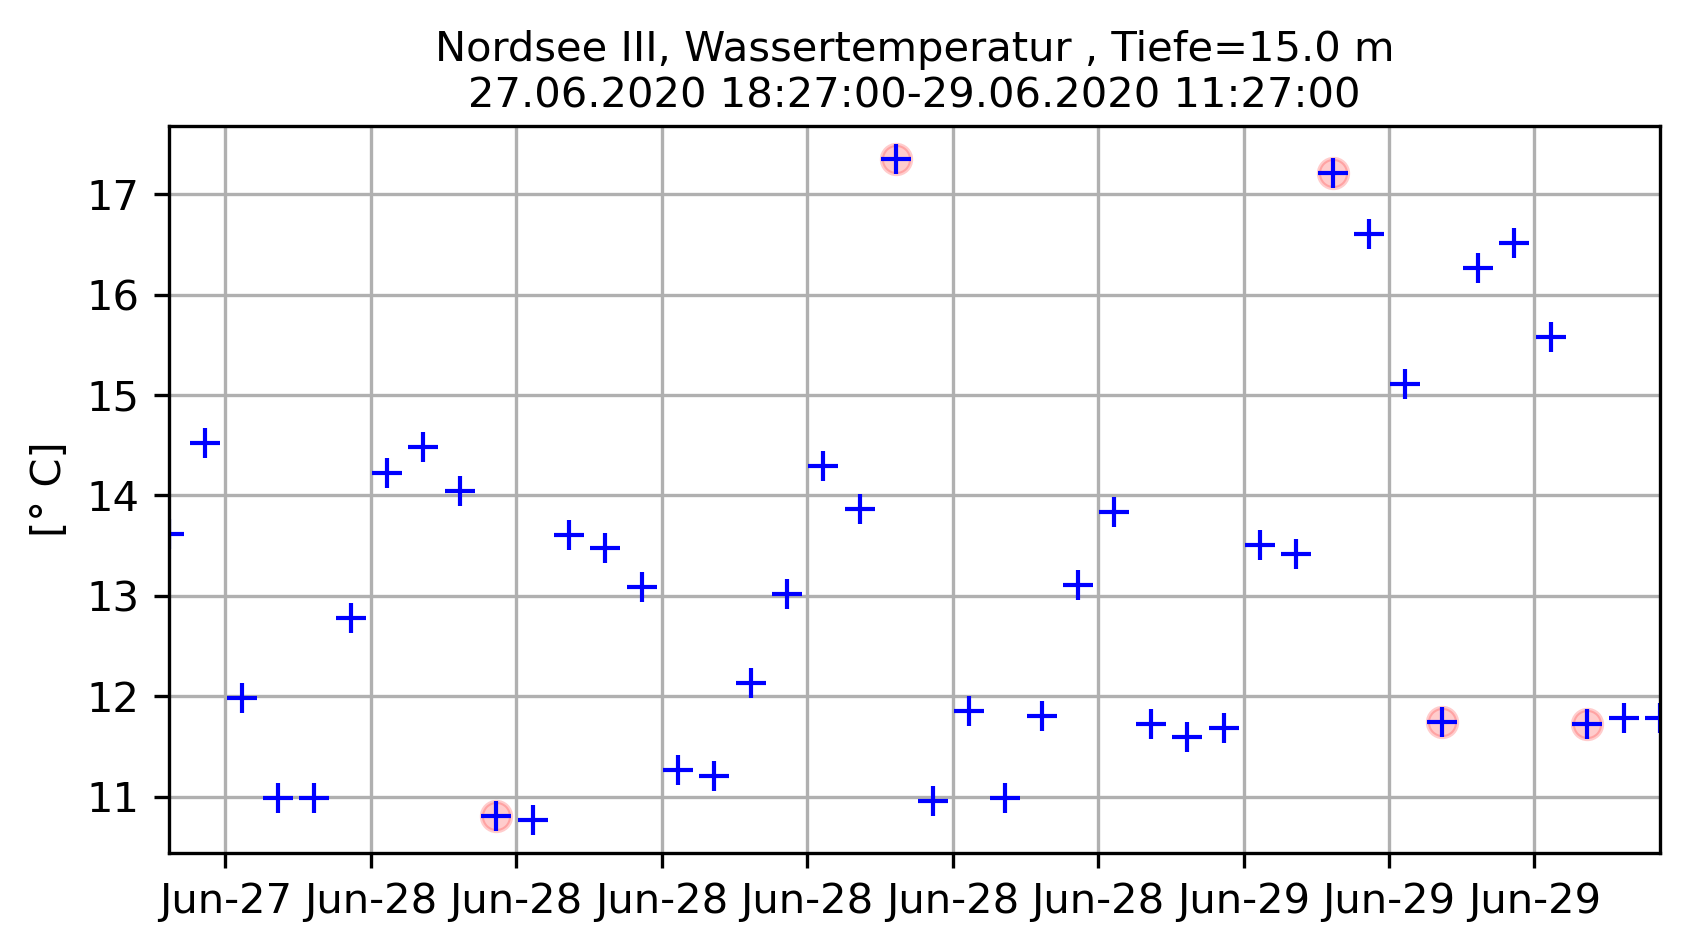 Nordsee III, Wassertemperatur , Tiefe=15.0 m
27.06.2020 18:27:00-29.06.2020 11:27:00
[° C]
17
16
15
14
13
12
11
Jun-27 Jun-28 Jun-28 Jun-28 Jun-28 Jun-28 Jun-28 Jun-29 Jun-29 Jun-29